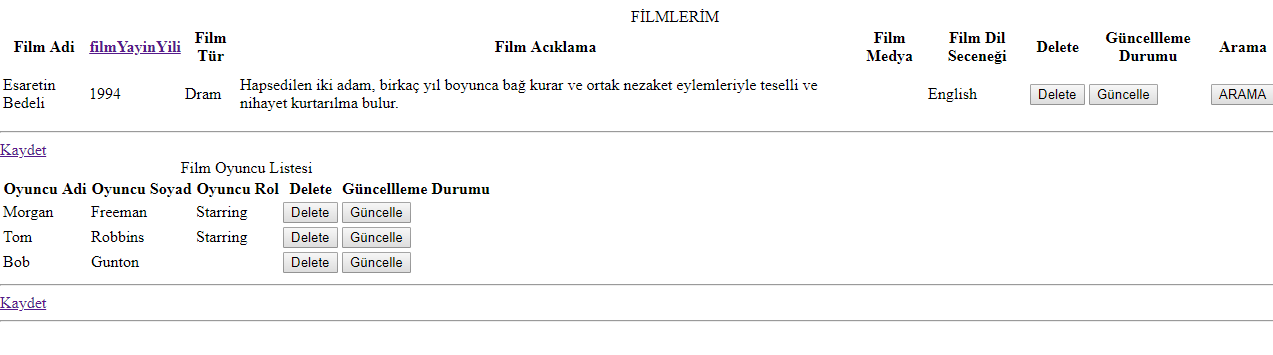 FİLMLERİM
Film Adi filmYayinYili Film Tür Film Acıklama Film Medya Film Dil Seceneği Delete Güncellleme Durumu Arama
Esaretin Bedeli 1994 Dram Hapsedilen iki adam, birkaç yıl boyunca bağ kurar ve ortak nezaket eylemleriyle teselli ve nihayet kurtarılma bulur. English Delete Güncelle ARAMA
Kaydet
Film Oyuncu Listesi
Oyuncu Adi Oyuncu Soyad Oyuncu Rol Delete Güncellleme Durumu
Morgan Freeman Starring Delete Güncelle
Tom Robbins Starring Delete Güncelle
Bob Gunton Delete Güncelle
Kaydet